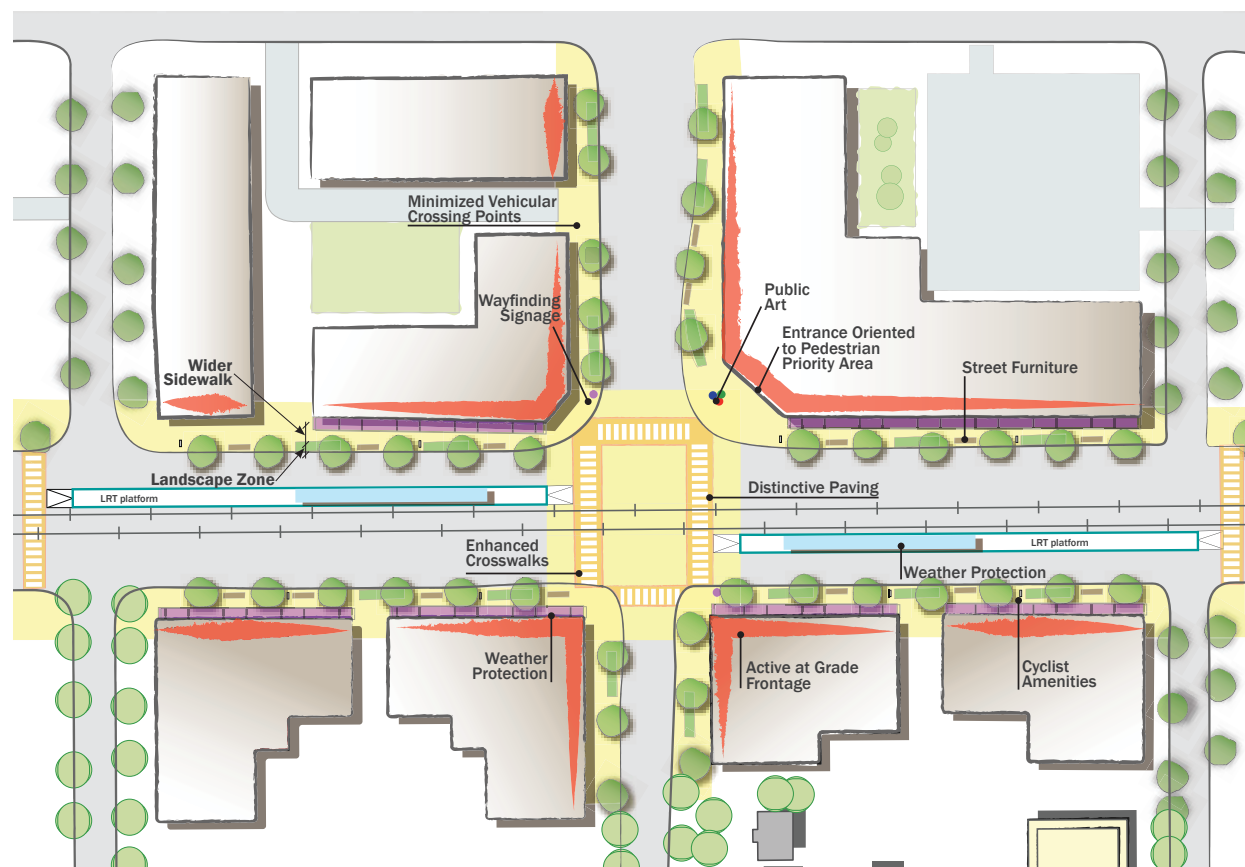 Minimized Vehicular
Crossing Points
Wayfinding
Signage
Public
Art
Entrance Oriented
to Pedestrian
Priority Area
Wider
Sidewalk
Street Furniture
Landscape Zone
LRT platform
Distinctive Paving
Enhanced
Crosswalks
LRT platform
Weather Protection
Weather
Protection
Active at Grade
Frontage
Cyclist
Amenities